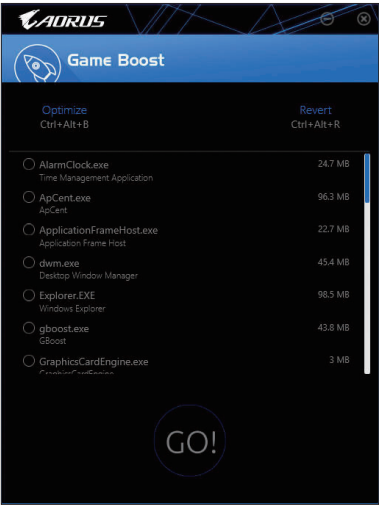 AORUS
Game Boost
Optimize Revert
Ctrl+Alt+B Ctrl+Alt+R
AlarmClock.exe 24.7 MB
Time Management Application
ApCent.exe 96.3 MB
ApCent
ApplicationFrameHost.exe 22.7 MB
Application Frame Host
dwm.exe 45.4 MB
Desktop Window Manager
Explorer.EXE 98.5 MB
Windows Explorer
gboost.exe 43.8 MB
GBoost
GraphicsCardEngine.exe 3 MB
GraphicsCardEngine
GO!